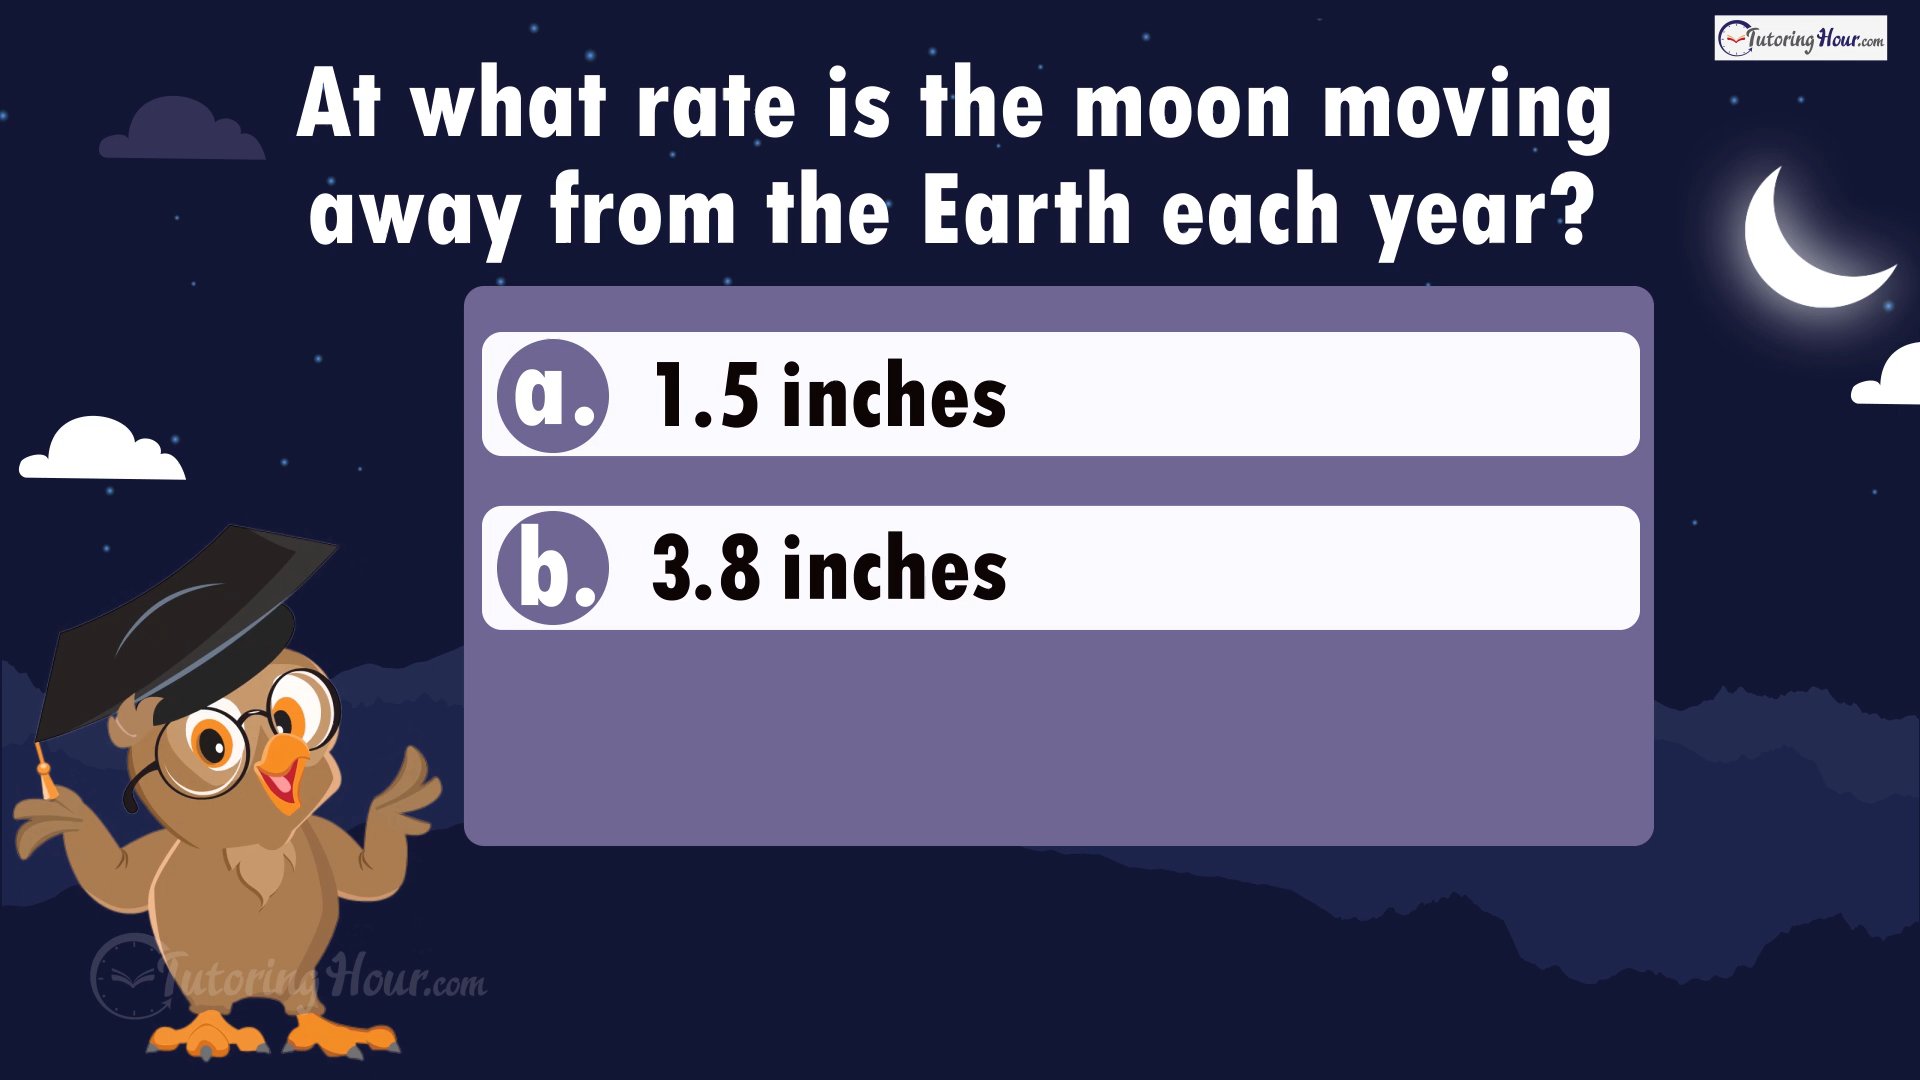 TutoringHour.com
At what rate is the moon moving
away from the Earth each year?
a. 1.5 inches
b. 3.8 inches
TutoringHour.com